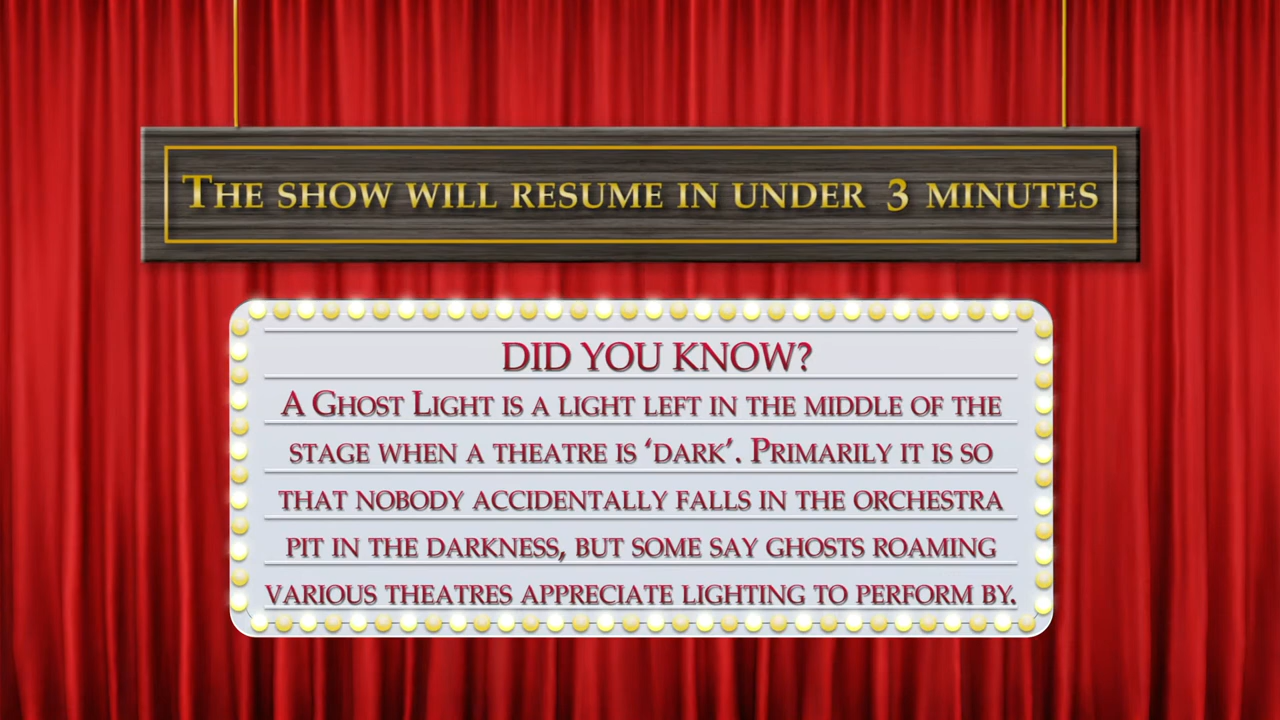 The show will resume in under 3 minutes
DID YOU KNOW?
A Ghost Light is a light left in the middle of the
stage when a theatre is ‘dark’. Primarily it is so
that nobody accidentally falls in the orchestra
pit in the darkness, but some say ghosts roaming
various theatres appreciate lighting to perform by.